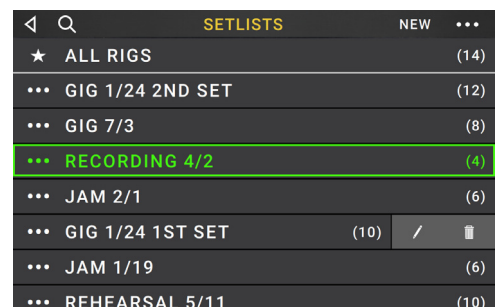 SETLISTS NEW
ALL RIGS (14)
GIG 1/24 2ND SET (12)
GIG 7/3 (8)
RECORDING 4/2 (4)
JAM 2/1 (6)
GIG 1/24 1ST SET (10)
JAM 1/19 (6)
REHEARSAL 5/11 (10)